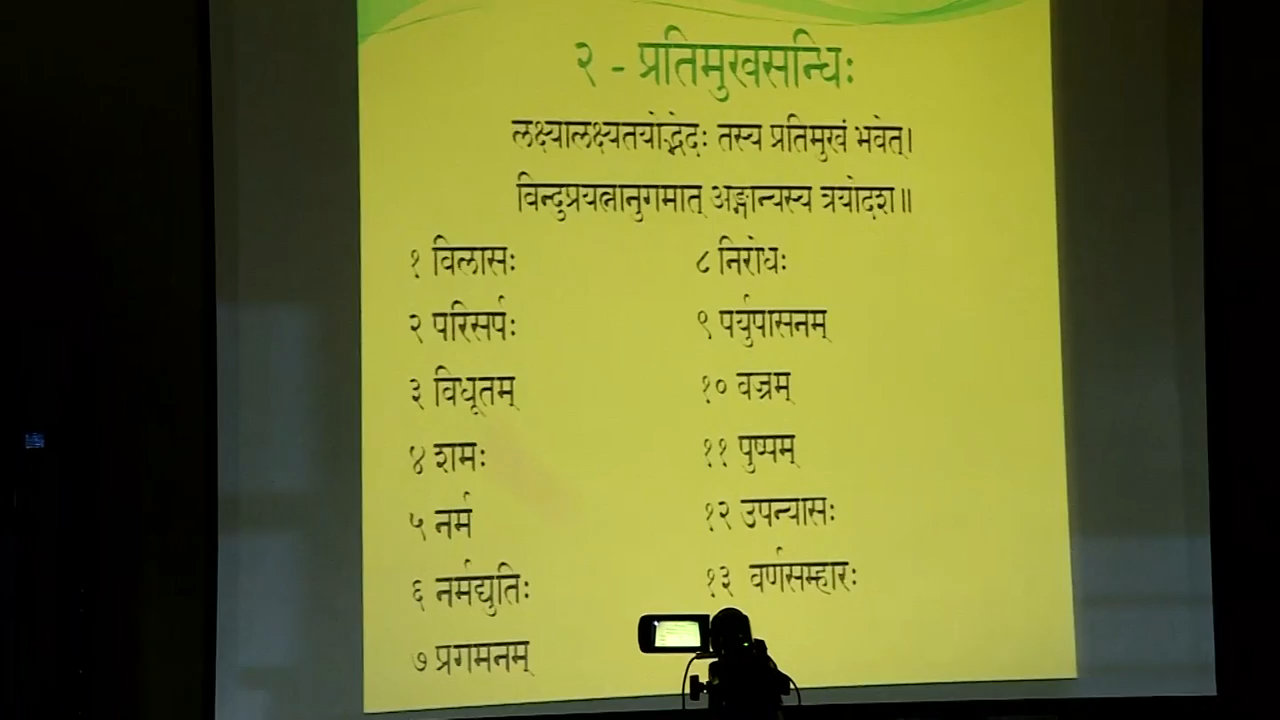 २ - प्रतिमुखसन्धिः
लक्ष्यालक्ष्यतयोद्भेदः तस्य प्रतिमुखं भवेत्।
विन्दुप्रयत्नानुगमात् अङ्गान्यस्य त्रयोदश॥
१ विलासः
२ परिसर्पः
३ विधूतम्
४ शमः
५ नर्म
६ नर्मद्युतिः
७ प्रगमनम्
८ निरोधः
९ पर्युपासनम्
१० वज्रम्
११ पुष्पम्
१२ उपन्यासः
१३ वर्णसम्हारः